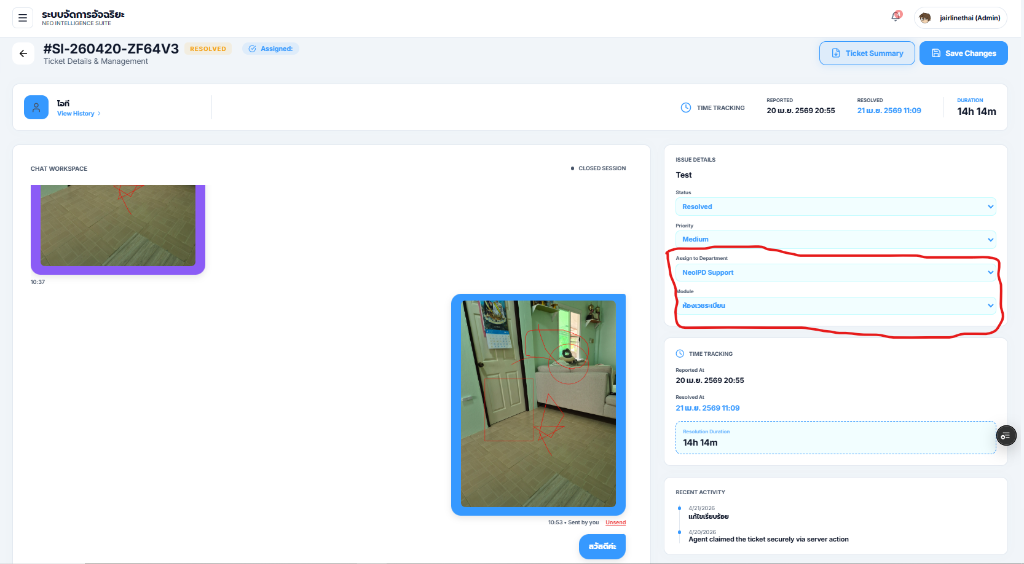 ระบบจัดการอัจฉริยะ
NEO INTELLIGENCE SUITE
1
jairlinethai (Admin)
#SI-260420-ZF64V3
RESOLVED
Assigned:
Ticket Details & Management
Ticket Summary
Save Changes
ไอที
View History
TIME TRACKING
REPORTED
20 เม.ย. 2569 20:55
RESOLVED
21 เม.ย. 2569 11:09
DURATION
14h 14m
CHAT WORKSPACE
CLOSED SESSION
10:37
10:53 • Sent by you Unsend
สวัสดีค่ะ
ISSUE DETAILS
Test
Status
Resolved
Priority
Medium
Assign to Department
NeoIPD Support
Module
ห้องเวชระเบียน
TIME TRACKING
Reported At
20 เม.ย. 2569 20:55
Resolved At
21 เม.ย. 2569 11:09
Resolution Duration
14h 14m
RECENT ACTIVITY
4/21/2026
แก้ไขเรียบร้อย
4/20/2026
Agent claimed the ticket securely via server action